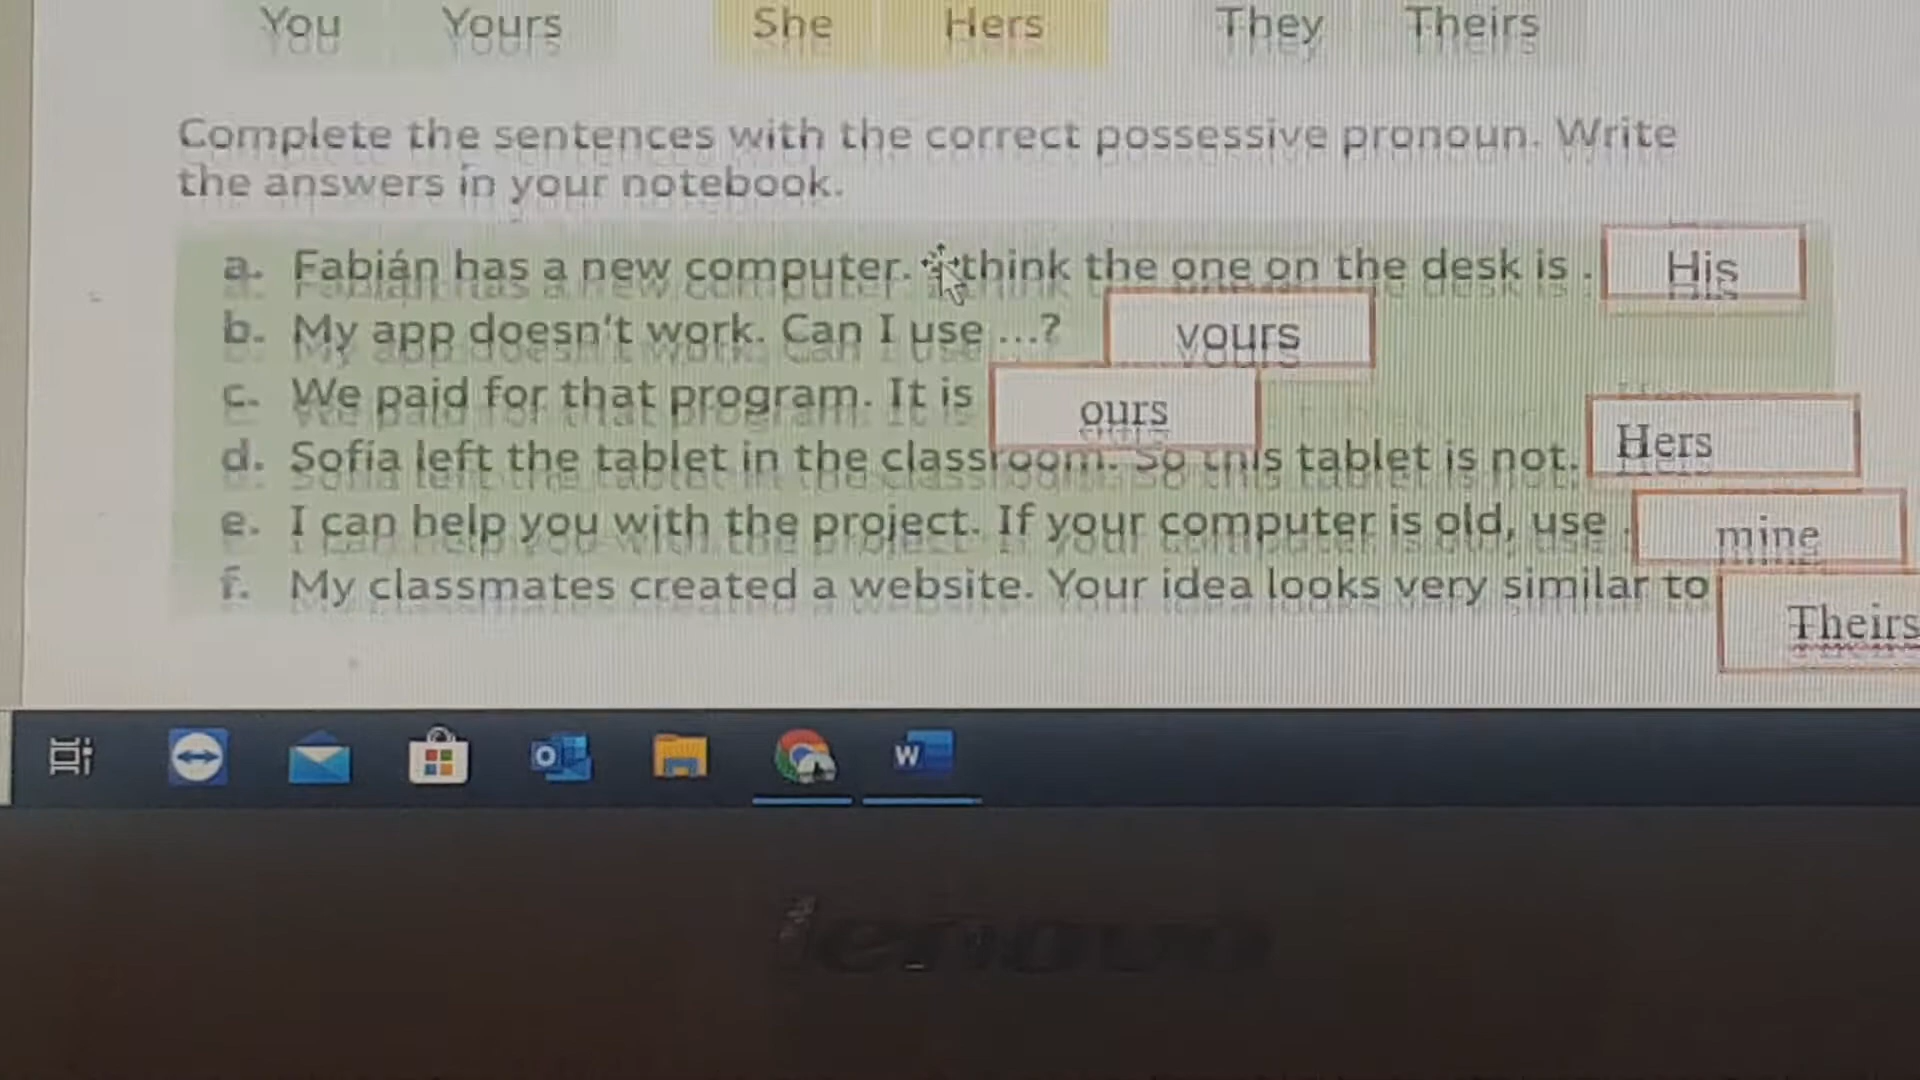 You Yours She Hers They Theirs
Complete the sentences with the correct possessive pronoun. Write
the answers in your notebook.
a. Fabián has a new computer. I think the one on the desk is . His
b. My app doesn't work. Can I use ...? yours
c. We paid for that program. It is ours
d. Sofía left the tablet in the classroom. So this tablet is not. Hers
e. I can help you with the project. If your computer is old, use . mine
f. My classmates created a website. Your idea looks very similar to Theirs
lenovo